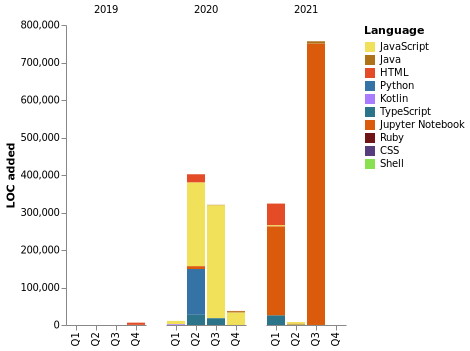 2019 2020 2021
800,000
700,000
600,000
500,000
400,000
300,000
200,000
100,000
0
LOC added
Q1 Q2 Q3 Q4 Q1 Q2 Q3 Q4 Q1 Q2 Q3 Q4
Language
JavaScript
Java
HTML
Python
Kotlin
TypeScript
Jupyter Notebook
Ruby
CSS
Shell